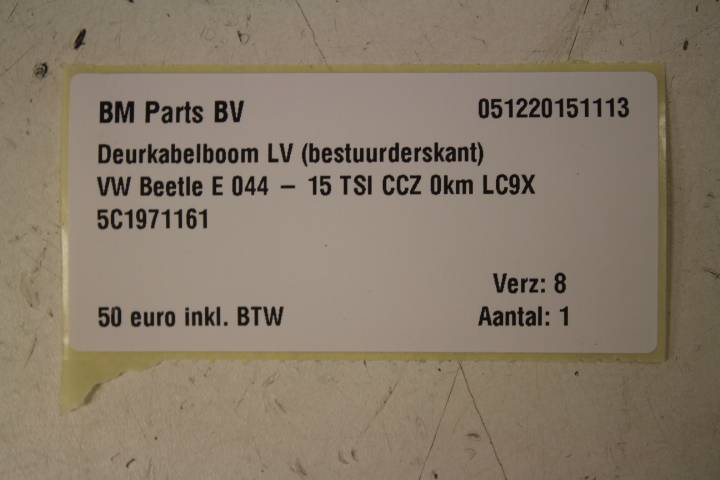 BM Parts BV 051220151113
Deurkabelboom LV (bestuurderskant)
VW Beetle E 044 – 15 TSI CCZ 0km LC9X
5C1971161
Verz: 8
50 euro inkl. BTW Aantal: 1